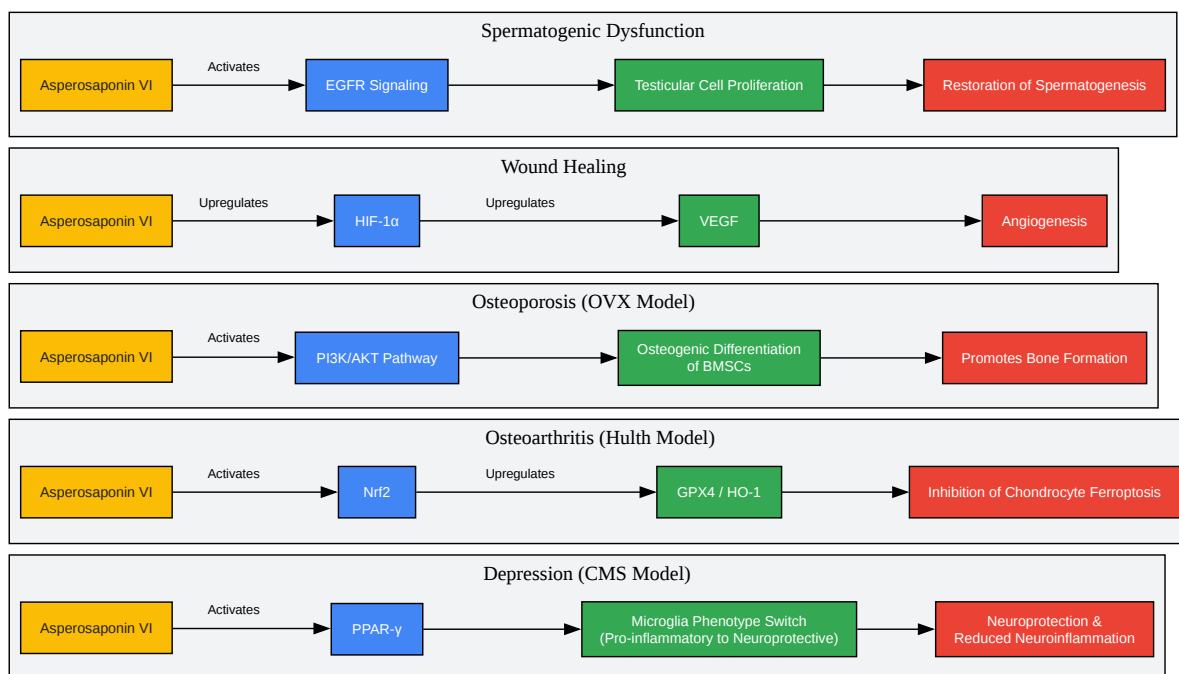 Spermatogenic Dysfunction
Asperosaponin VI
Activates
EGFR Signaling
Testicular Cell Proliferation
Restoration of Spermatogenesis
Wound Healing
Asperosaponin VI
Upregulates
HIF-1α
Upregulates
VEGF
Angiogenesis
Osteoporosis (OVX Model)
Asperosaponin VI
Activates
PI3K/AKT Pathway
Osteogenic Differentiation
of BMSCs
Promotes Bone Formation
Osteoarthritis (Hulth Model)
Asperosaponin VI
Activates
Nrf2
Upregulates
GPX4 / HO-1
Inhibition of Chondrocyte Ferroptosis
Depression (CMS Model)
Asperosaponin VI
Activates
PPAR-γ
Microglia Phenotype Switch
(Pro-inflammatory to Neuroprotective)
Neuroprotection &
Reduced Neuroinflammation